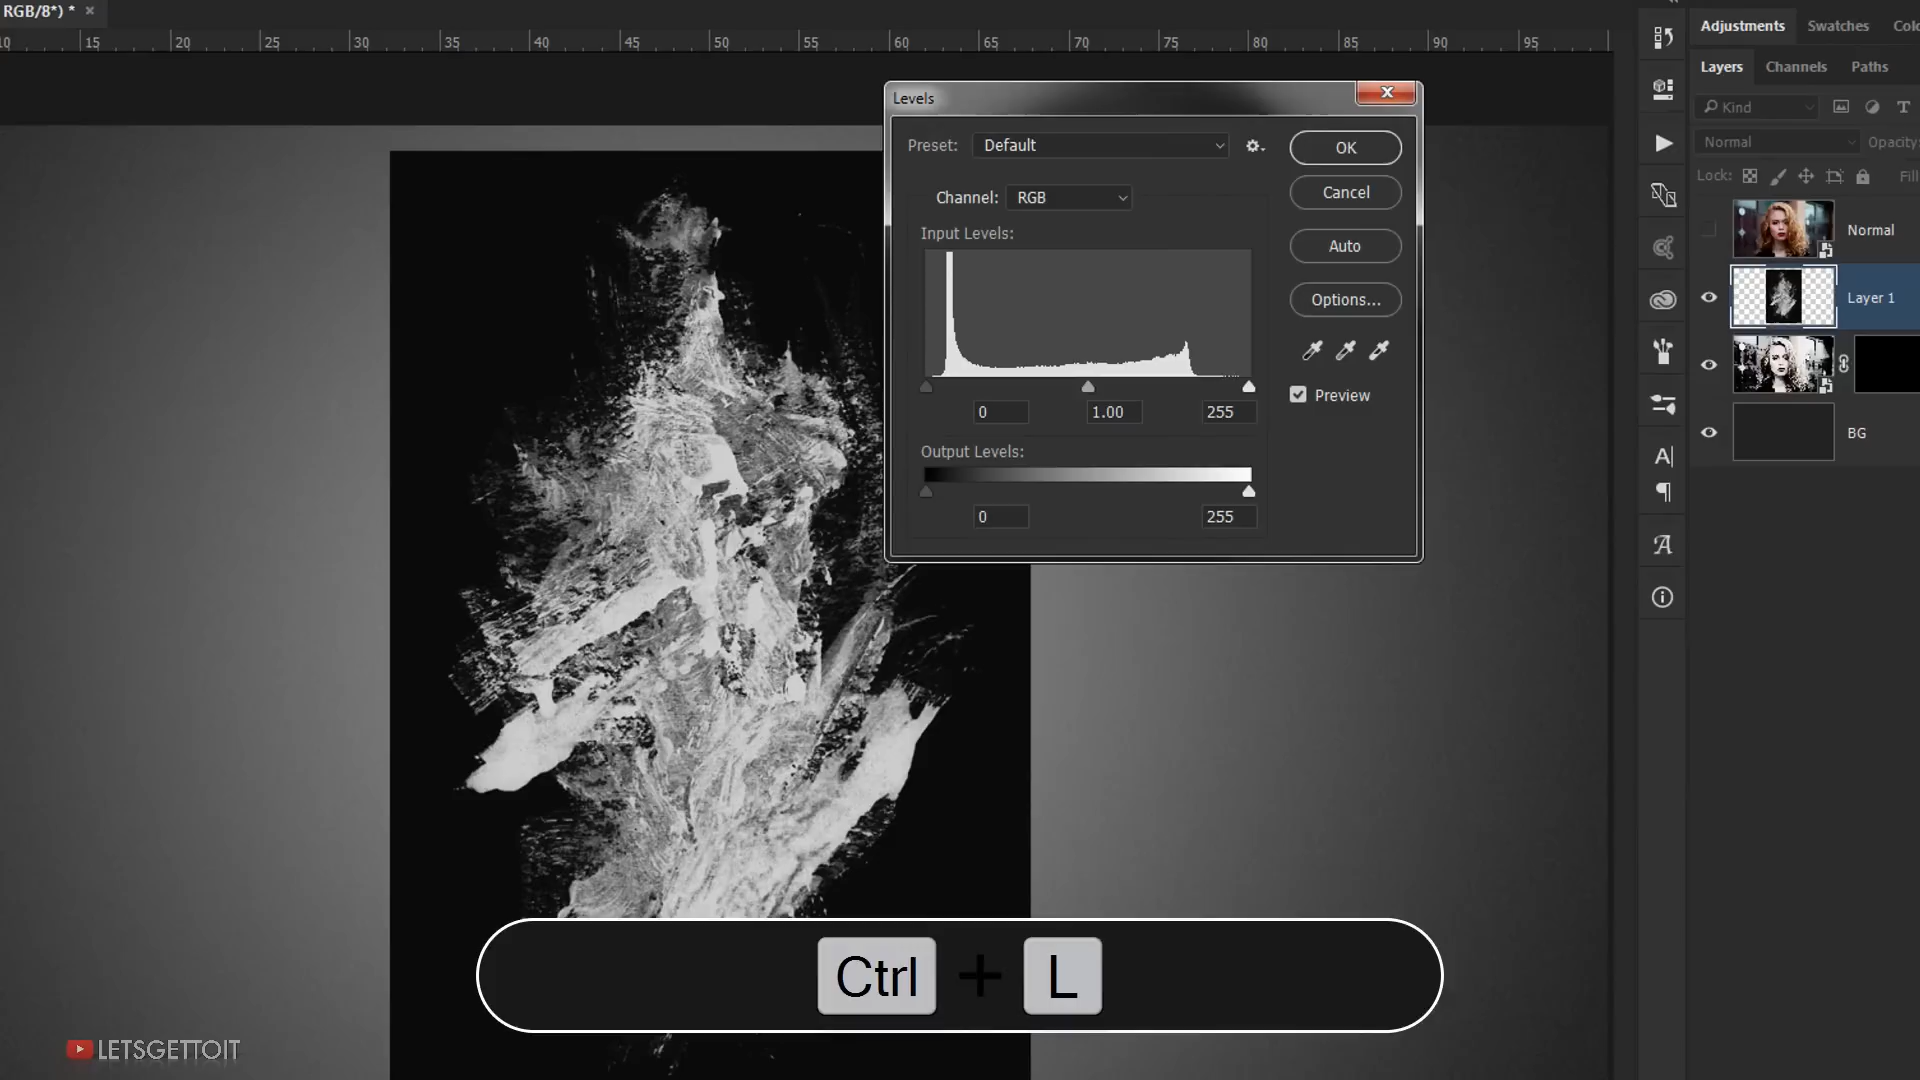 RGB/8*) * ×
10 15 20 25 30 35 40 45 50 55 60 65 70 75 80 85 90 95
Adjustments Swatches
Layers Channels Paths
Kind
Normal Opacity:
Lock:
Normal
Layer 1
BG
Levels
Preset: Default
Channel: RGB
Input Levels:
0 1.00 255
Output Levels:
0 255
OK
Cancel
Auto
Options...
Preview
Ctrl + L
LETSGETTOIT